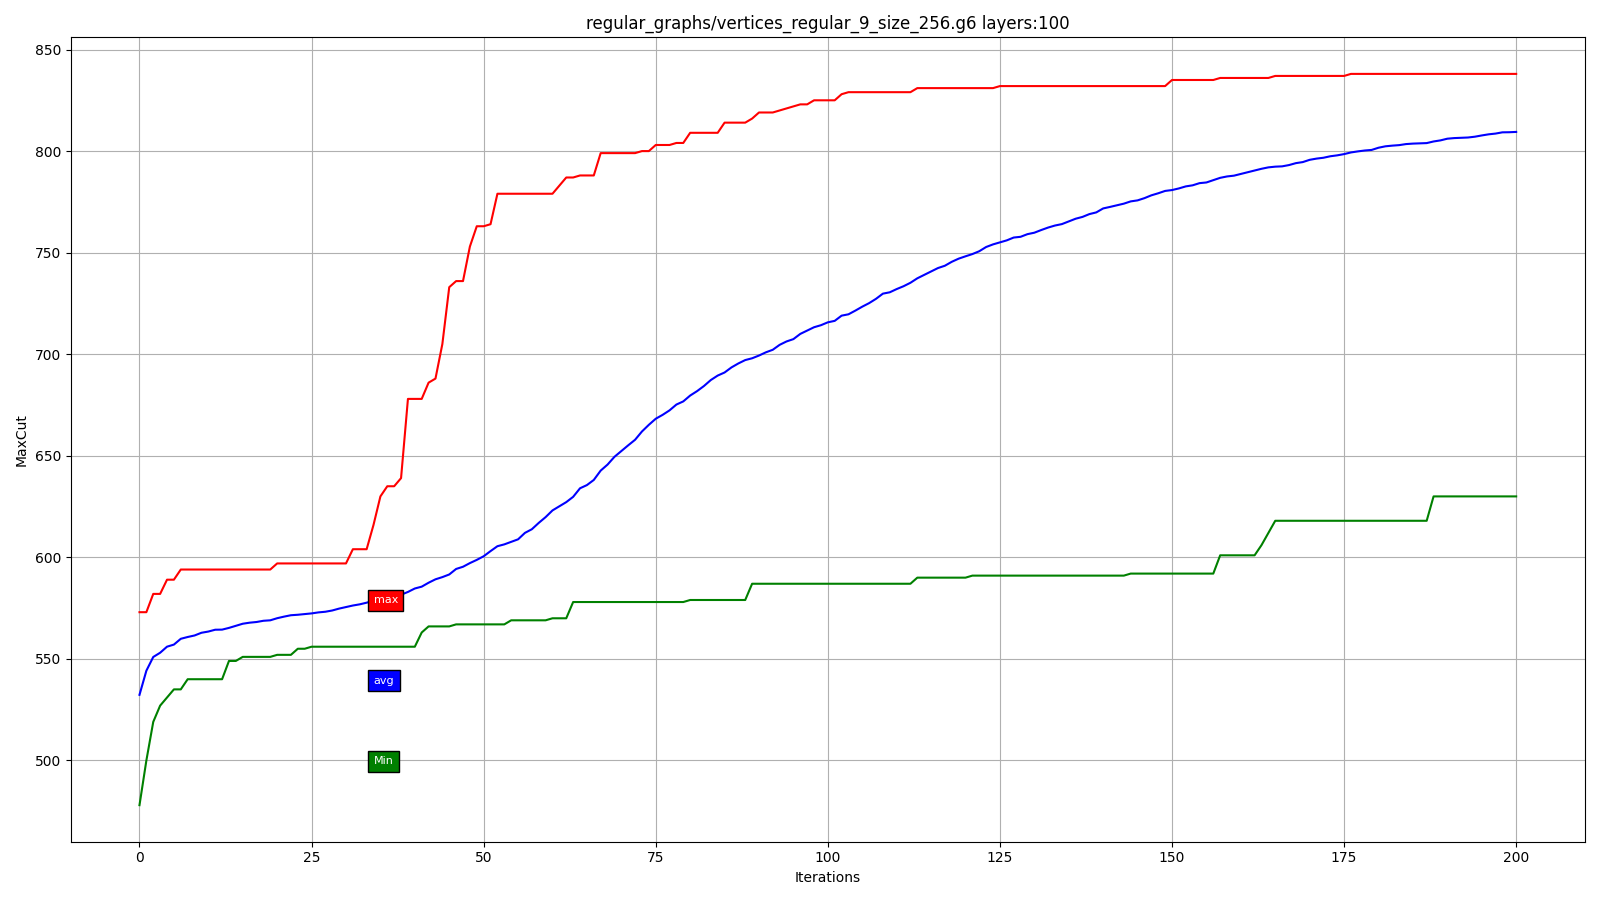 regular_graphs/vertices_regular_9_size_256.g6 layers:100
850
800
750
700
650
600
550
500
MaxCut
max
avg
Min
0 25 50 75 100 125 150 175 200
Iterations